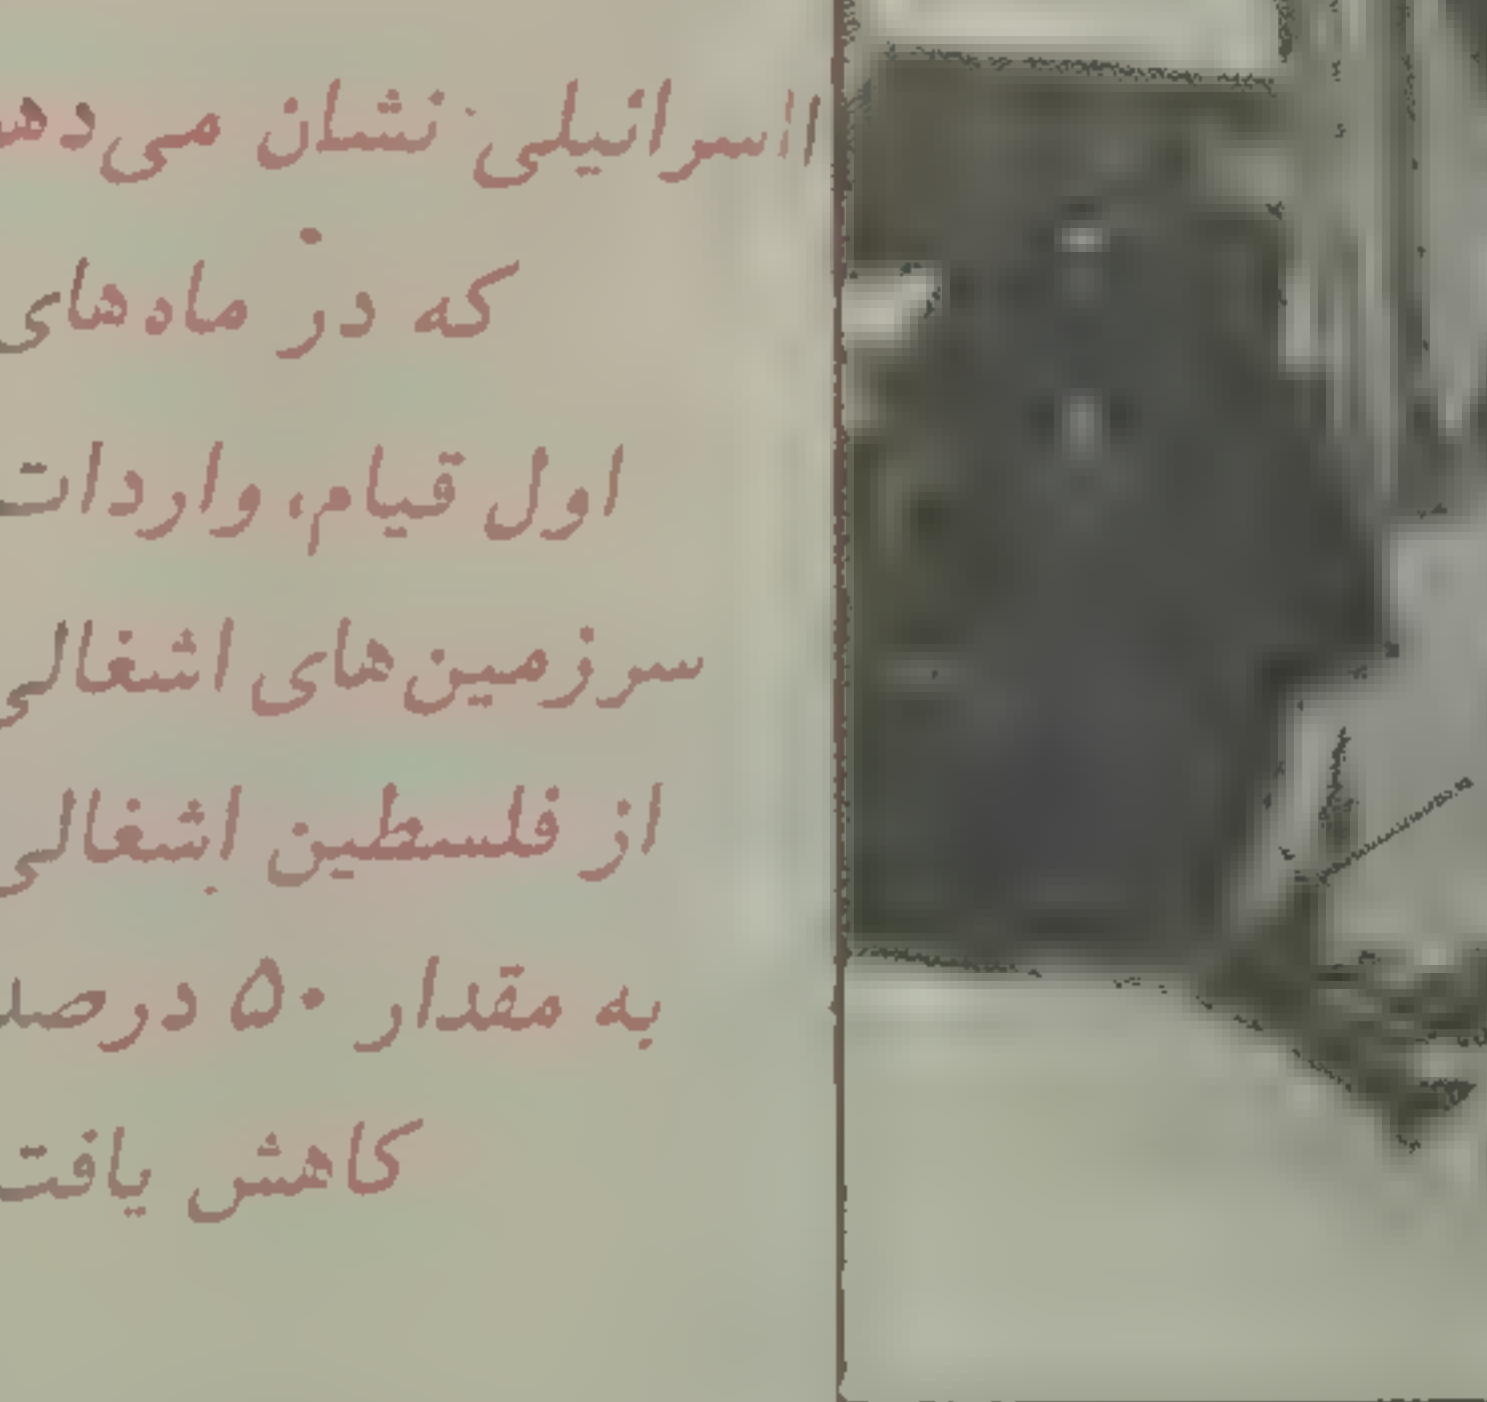 اسرائیلی نشان می‌دهد
که در ماه‌های
اول قیام، واردات
سرزمین‌های اشغالی
از فلسطین اشغالی
به مقدار ۵۰ درصد
کاهش یافت